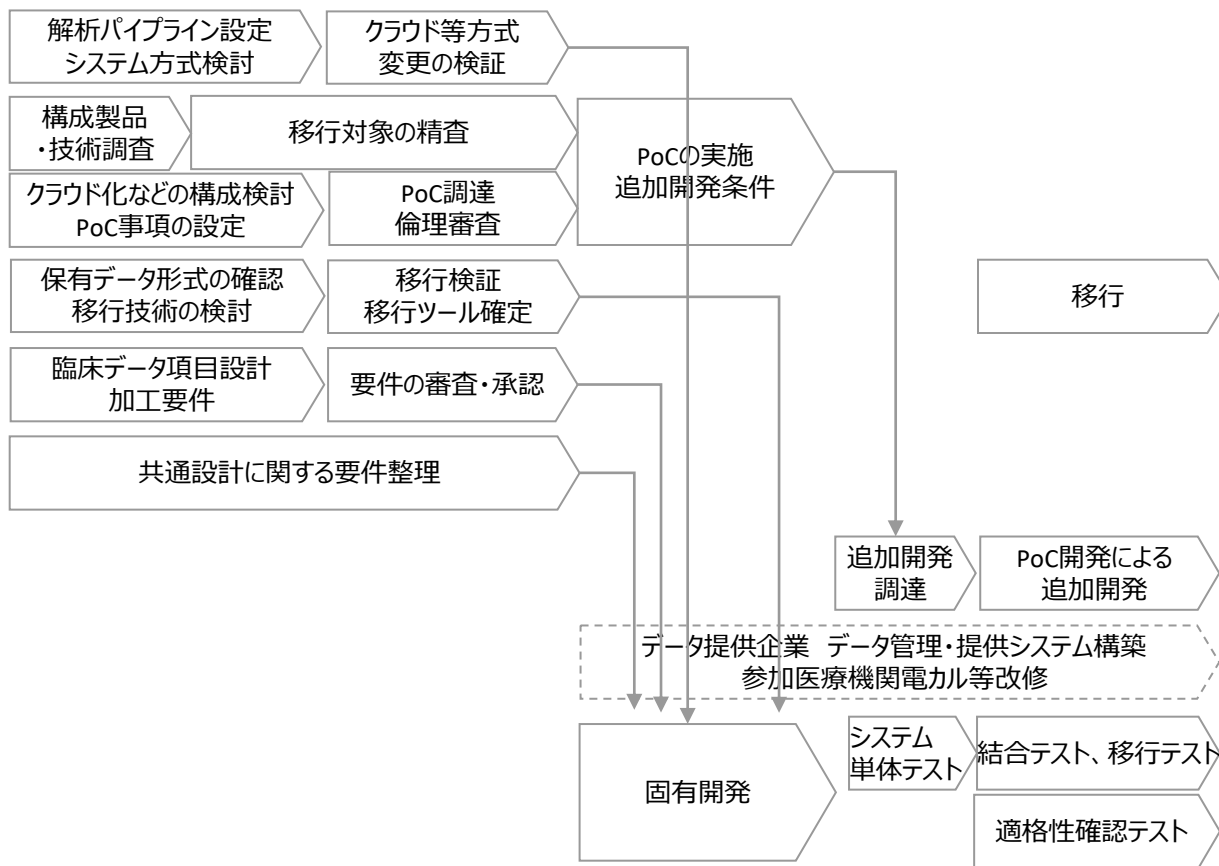 解析パイプライン設定
システム方式検討
クラウド等方式
変更の検証
構成製品
・技術調査
移行対象の精査
PoCの実施
追加開発条件
クラウド化などの構成検討
PoC事項の設定
PoC調達
倫理審査
保有データ形式の確認
移行技術の検討
移行検証
移行ツール確定
移行
臨床データ項目設計
加工要件
要件の審査・承認
共通設計に関する要件整理
追加開発
調達
PoC開発による
追加開発
データ提供企業　データ管理・提供システム構築
参加医療機関電カル等改修
固有開発
システム
単体テスト
結合テスト、移行テスト
適格性確認テスト